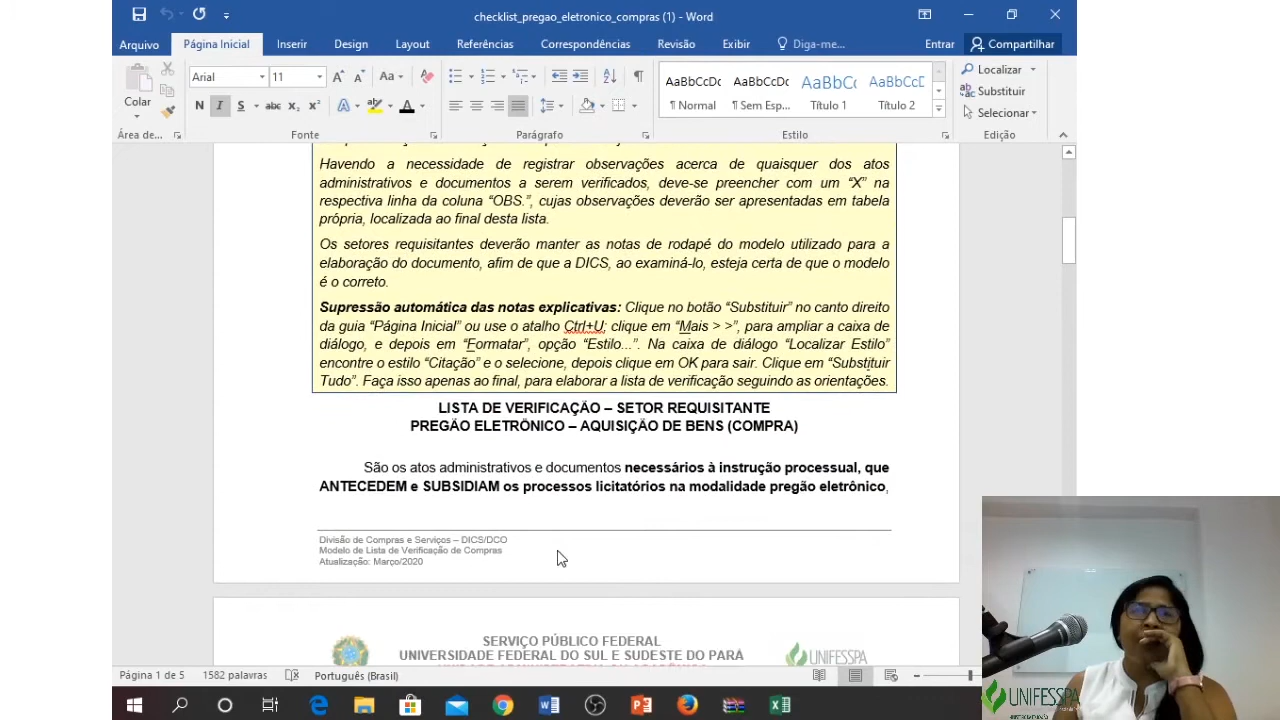 checklist_pregao_eletronico_compras (1) - Word
Arquivo Página Inicial Inserir Design Layout Referências Correspondências Revisão Exibir Diga-me... Entrar Compartilhar
Arial 11 Aa
AaBbCcDc AaBbCcDc AaBbCc AaBbCcD
Localizar
Substituir
Selecionar
Colar
N I S abc x₂ x²
¶ Normal ¶ Sem Esp... Título 1 Título 2
Área de... Fonte Parágrafo Estilo Edição
Havendo a necessidade de registrar observações acerca de quaisquer dos atos
administrativos e documentos a serem verificados, deve-se preencher com um “X” na
respectiva linha da coluna “OBS.”, cujas observações deverão ser apresentadas em tabela
própria, localizada ao final desta lista.
Os setores requisitantes deverão manter as notas de rodapé do modelo utilizado para a
elaboração do documento, afim de que a DICS, ao examiná-lo, esteja certa de que o modelo
é o correto.
Supressão automática das notas explicativas: Clique no botão “Substituir” no canto direito
da guia “Página Inicial” ou use o atalho Ctrl+U; clique em “Mais > >”, para ampliar a caixa de
diálogo, e depois em “Formatar”, opção “Estilo...”. Na caixa de diálogo “Localizar Estilo”
encontre o estilo “Citação” e o selecione, depois clique em OK para sair. Clique em “Substituir
Tudo”. Faça isso apenas ao final, para elaborar a lista de verificação seguindo as orientações.
LISTA DE VERIFICAÇÃO – SETOR REQUISITANTE
PREGÃO ELETRÔNICO – AQUISIÇÃO DE BENS (COMPRA)
São os atos administrativos e documentos necessários à instrução processual, que
ANTECEDEM e SUBSIDIAM os processos licitatórios na modalidade pregão eletrônico,
Divisão de Compras e Serviços – DICS/DCO
Modelo de Lista de Verificação de Compras
Atualização: Março/2020
SERVIÇO PÚBLICO FEDERAL
UNIVERSIDADE FEDERAL DO SUL E SUDESTE DO PARÁ
UNIFESSPA
Página 1 de 5 1582 palavras Português (Brasil)
UNIFESSPA